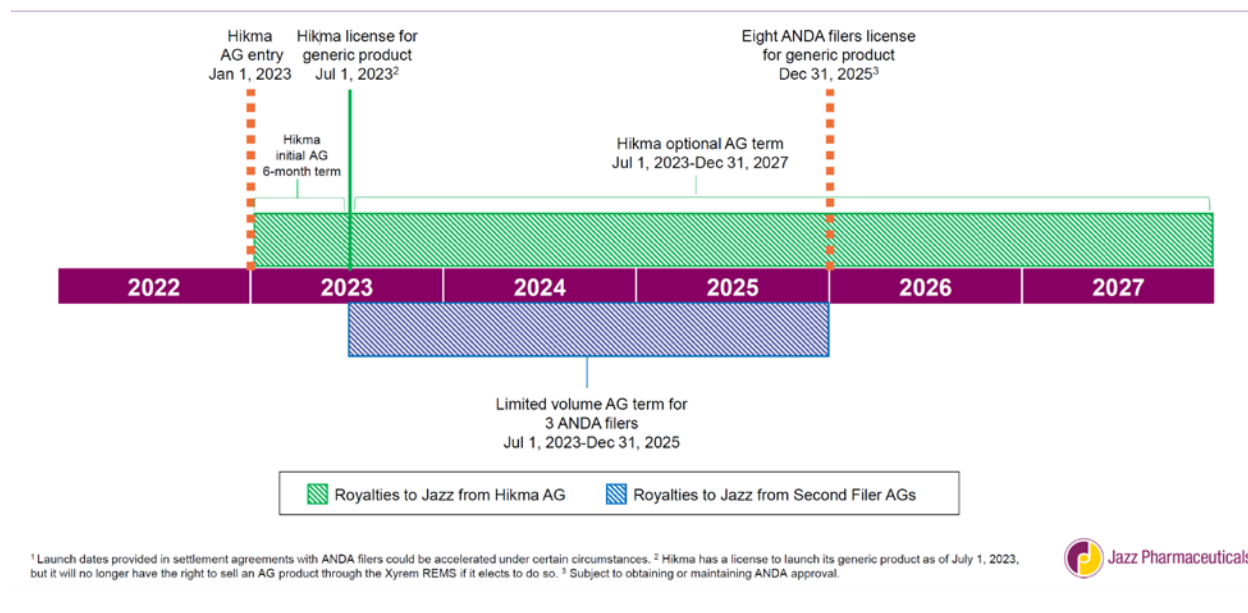 Hikma
AG entry
Jan 1, 2023
Hikma license for
generic product
Jul 1, 2023²
Eight ANDA filers license
for generic product
Dec 31, 2025³
Hikma
initial AG
6-month term
Hikma optional AG term
Jul 1, 2023-Dec 31, 2027
2022 2023 2024 2025 2026 2027
Limited volume AG term for
3 ANDA filers
Jul 1, 2023-Dec 31, 2025
Royalties to Jazz from Hikma AG Royalties to Jazz from Second Filer AGs
¹ Launch dates provided in settlement agreements with ANDA filers could be accelerated under certain circumstances. ² Hikma has a license to launch its generic product as of July 1, 2023,
but it will no longer have the right to sell an AG product through the Xyrem REMS if it elects to do so. ³ Subject to obtaining or maintaining ANDA approval.
Jazz Pharmaceuticals